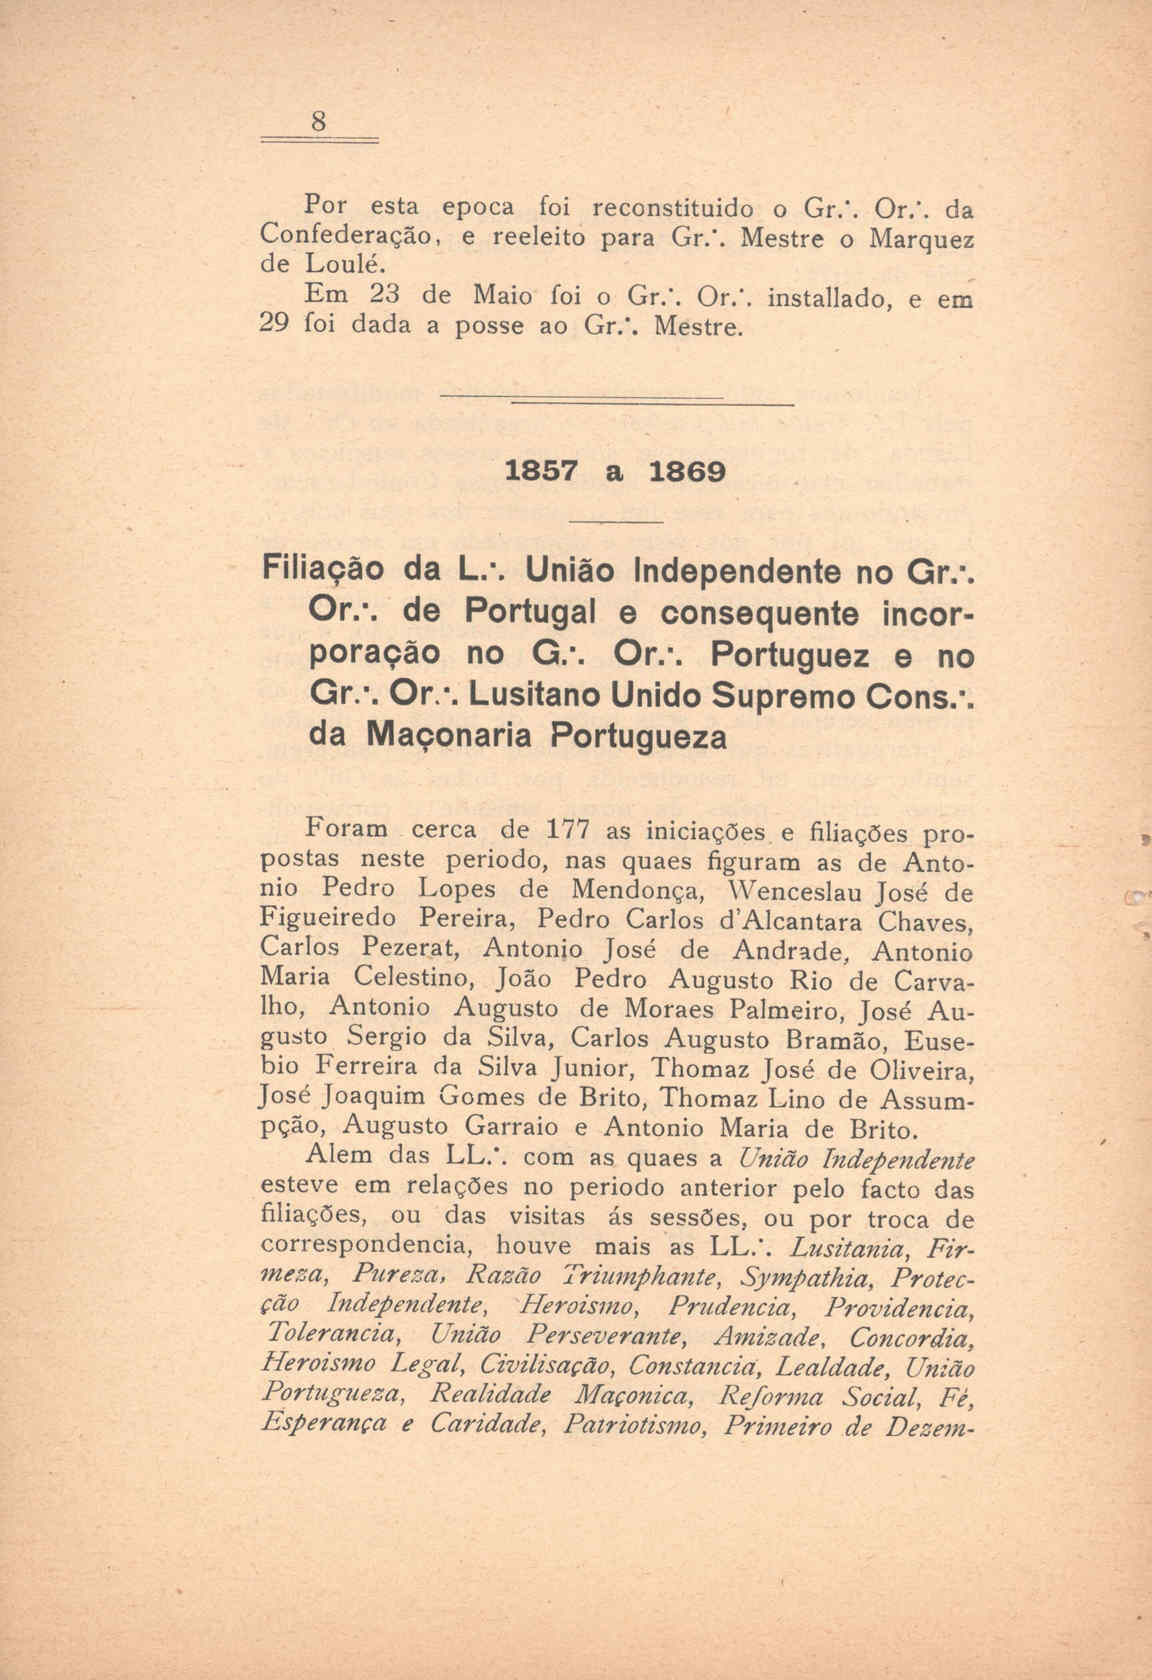 8
Por esta epoca foi reconstituido o Gr.·. Or.·. da
Confederação, e reeleito para Gr.·. Mestre o Marquez
de Loulé.
Em 23 de Maio foi o Gr.·. Or.·. installado, e em
29 foi dada a posse ao Gr.·. Mestre.
1857 a 1869
Filiação da L.·. União Independente no Gr.·.
Or.·. de Portugal e consequente incor-
poração no G.·. Or.·. Portuguez e no
Gr.·. Or.·. Lusitano Unido Supremo Cons.·.
da Maçonaria Portugueza
Foram cerca de 177 as iniciações e filiações pro-
postas neste periodo, nas quaes figuram as de Anto-
nio Pedro Lopes de Mendonça, Wenceslau José de
Figueiredo Pereira, Pedro Carlos d'Alcantara Chaves,
Carlos Pezerat, Antonio José de Andrade, Antonio
Maria Celestino, João Pedro Augusto Rio de Carva-
lho, Antonio Augusto de Moraes Palmeiro, José Au-
gusto Sergio da Silva, Carlos Augusto Bramão, Euse-
bio Ferreira da Silva Junior, Thomaz José de Oliveira,
José Joaquim Gomes de Brito, Thomaz Lino de Assum-
pção, Augusto Garraio e Antonio Maria de Brito.
Alem das LL.·. com as quaes a União Independente
esteve em relações no periodo anterior pelo facto das
filiações, ou das visitas ás sessões, ou por troca de
correspondencia, houve mais as LL.·. Lusitania, Fir-
meza, Pureza, Razão Triumphante, Sympathia, Protec-
ção Independente, Heroismo, Prudencia, Providencia,
Tolerancia, União Perseverante, Amizade, Concordia,
Heroismo Legal, Civilisação, Constancia, Lealdade, União
Portugueza, Realidade Maçonica, Reforma Social, Fé,
Esperança e Caridade, Patriotismo, Primeiro de Dezem-